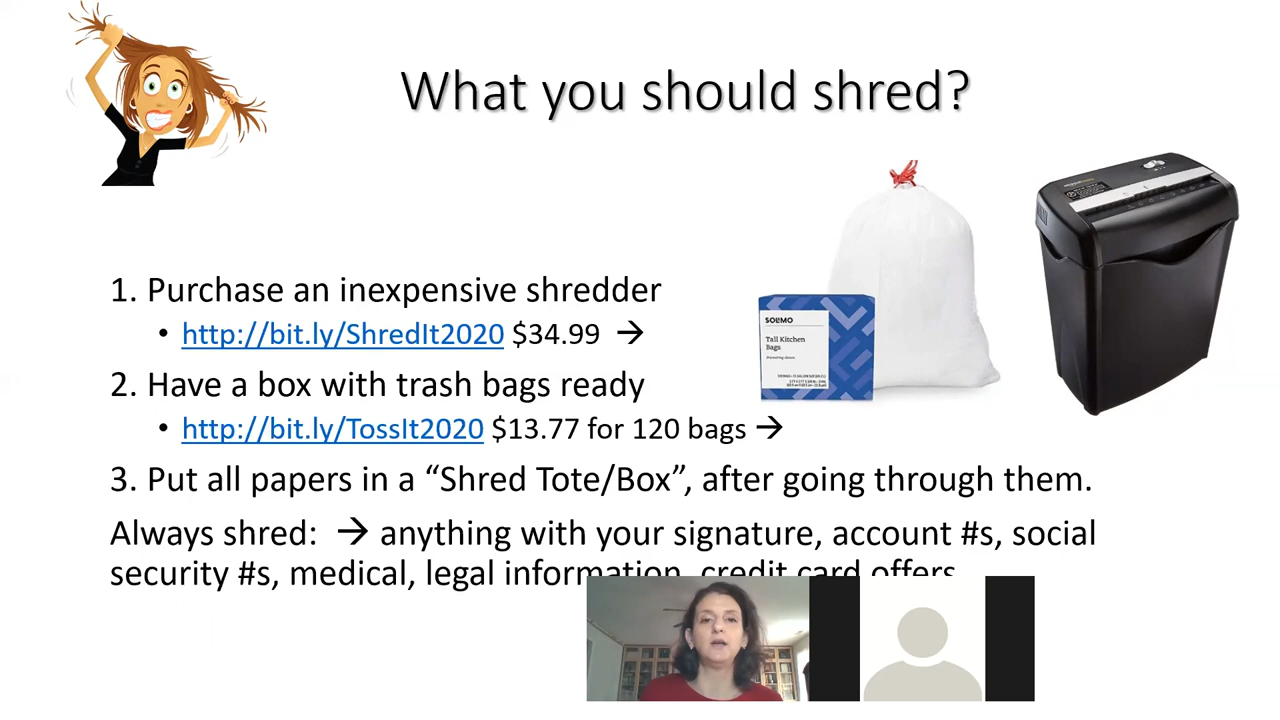 What you should shred?
1. Purchase an inexpensive shredder
• http://bit.ly/ShredIt2020 $34.99 →
2. Have a box with trash bags ready
• http://bit.ly/TossIt2020 $13.77 for 120 bags →
3. Put all papers in a “Shred Tote/Box”, after going through them.
Always shred: → anything with your signature, account #s, social
security #s, medical, legal information, credit card offers
SOLIMO
Tall Kitchen
Bags